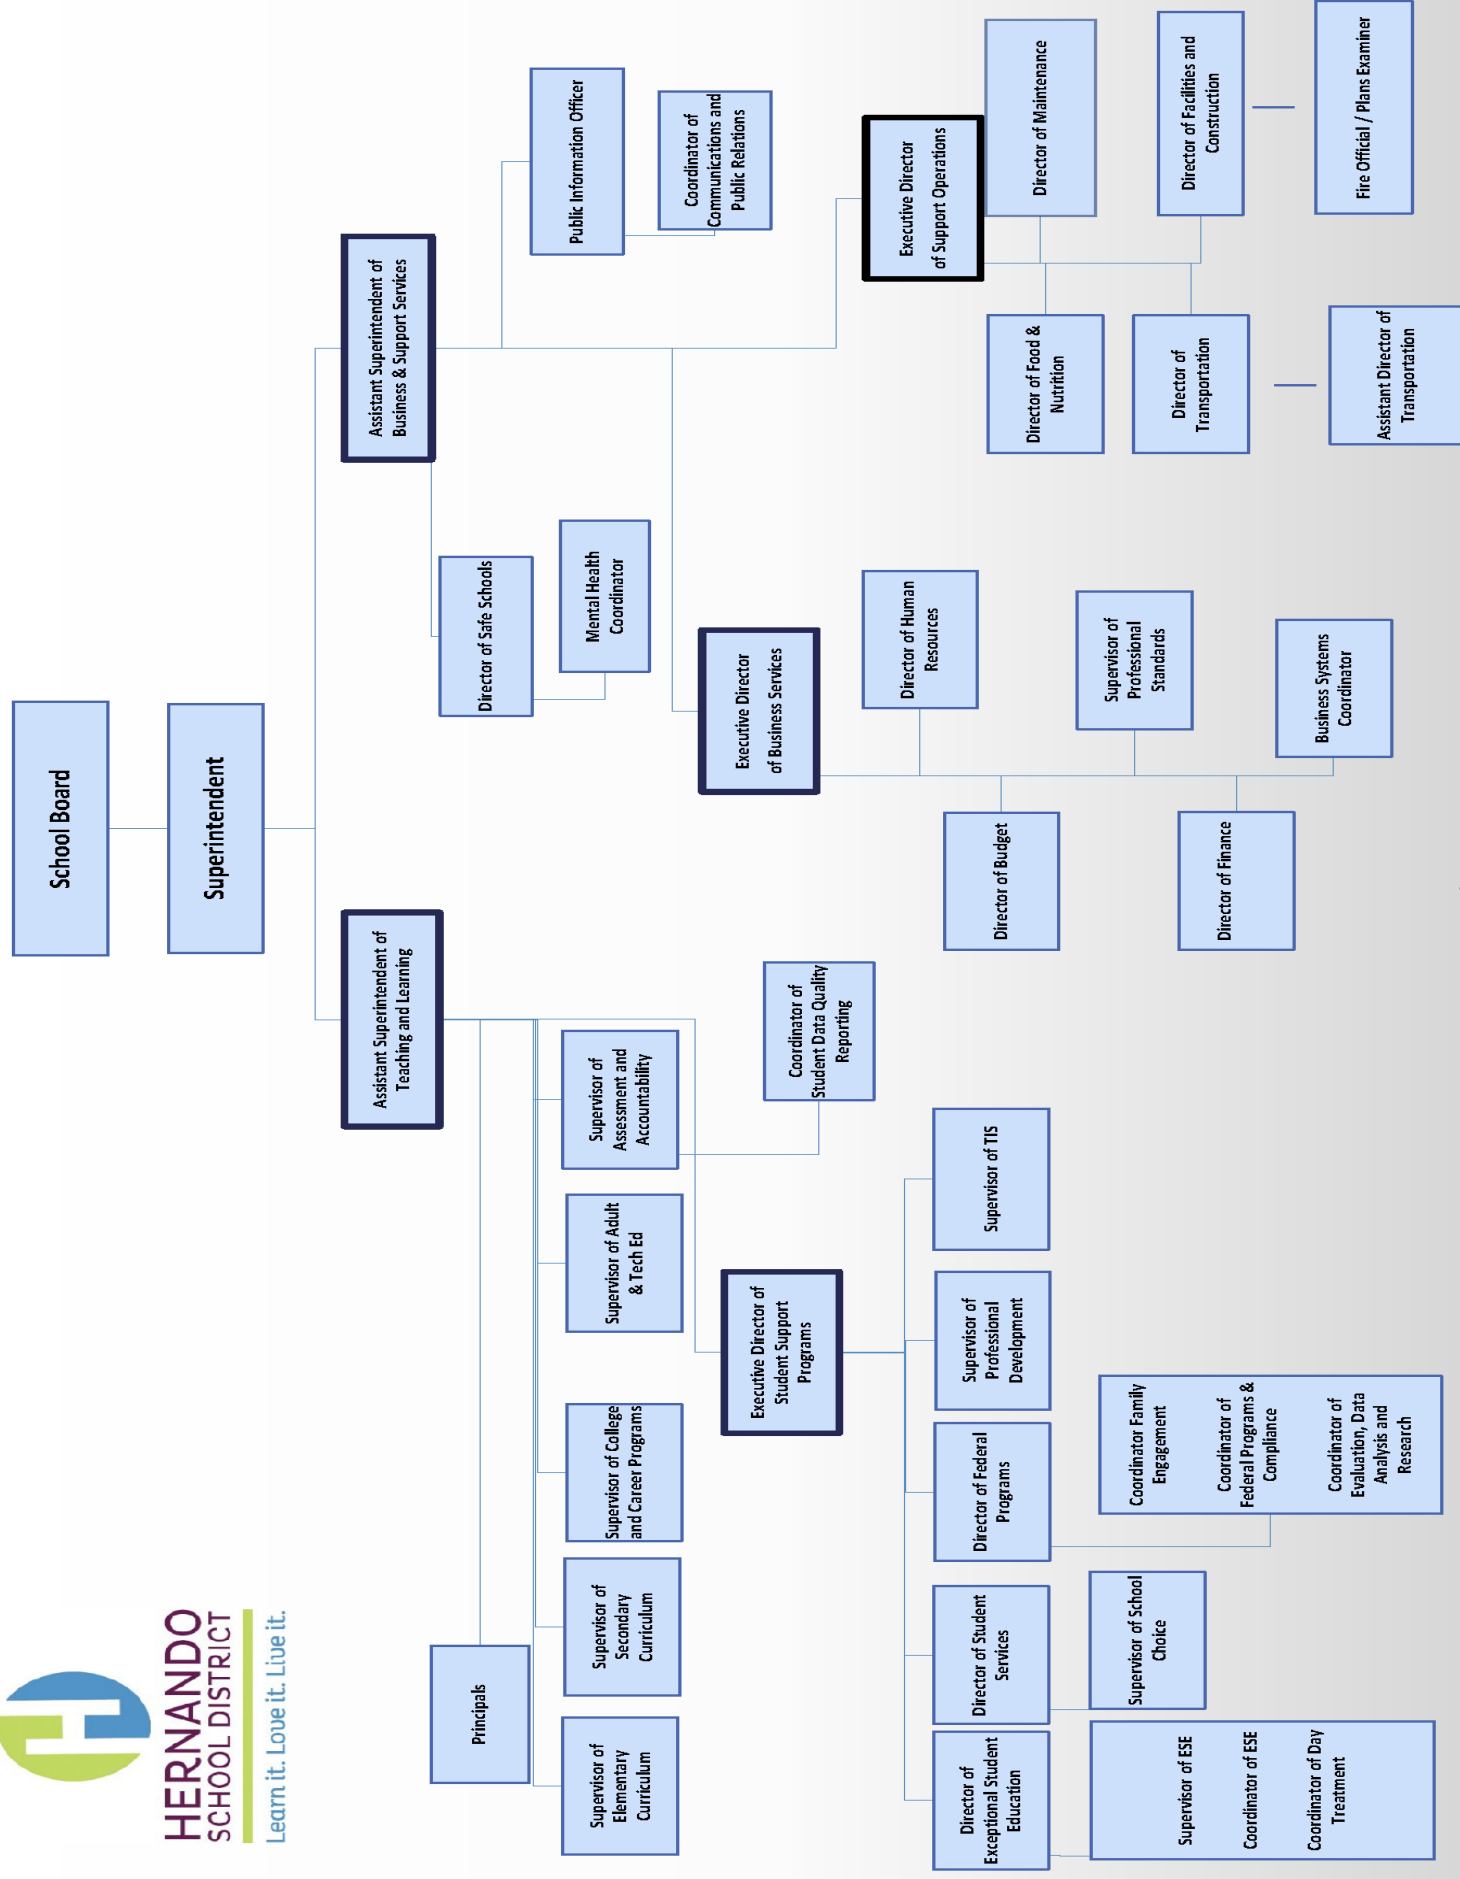 HERNANDO
SCHOOL DISTRICT
Learn it. Love it. Live it.
School Board
Superintendent
Assistant Superintendent of
Teaching and Learning
Assistant Superintendent of
Business & Support Services
Principals
Director of Safe Schools
Mental Health
Coordinator
Public Information Officer
Coordinator of
Communications and
Public Relations
Supervisor of
Elementary
Curriculum
Supervisor of
Secondary
Curriculum
Supervisor of College
and Career Programs
Supervisor of Adult
& Tech Ed
Supervisor of
Assessment and
Accountability
Coordinator of
Student Data Quality
Reporting
Executive Director of
Student Support
Programs
Executive Director
of Business Services
Executive Director
of Support Operations
Director of
Exceptional Student
Education
Director of Student
Services
Director of Federal
Programs
Supervisor of
Professional
Development
Supervisor of TIS
Supervisor of ESE
Coordinator of ESE
Coordinator of Day
Treatment
Supervisor of School
Choice
Coordinator Family
Engagement
Coordinator of
Federal Programs &
Compliance
Coordinator of
Evaluation, Data
Analysis and
Research
Director of Budget
Director of Human
Resources
Director of Finance
Supervisor of
Professional
Standards
Business Systems
Coordinator
Director of Food &
Nutrition
Director of Maintenance
Director of
Transportation
Director of Facilities and
Construction
Assistant Director of
Transportation
Fire Official / Plans Examiner